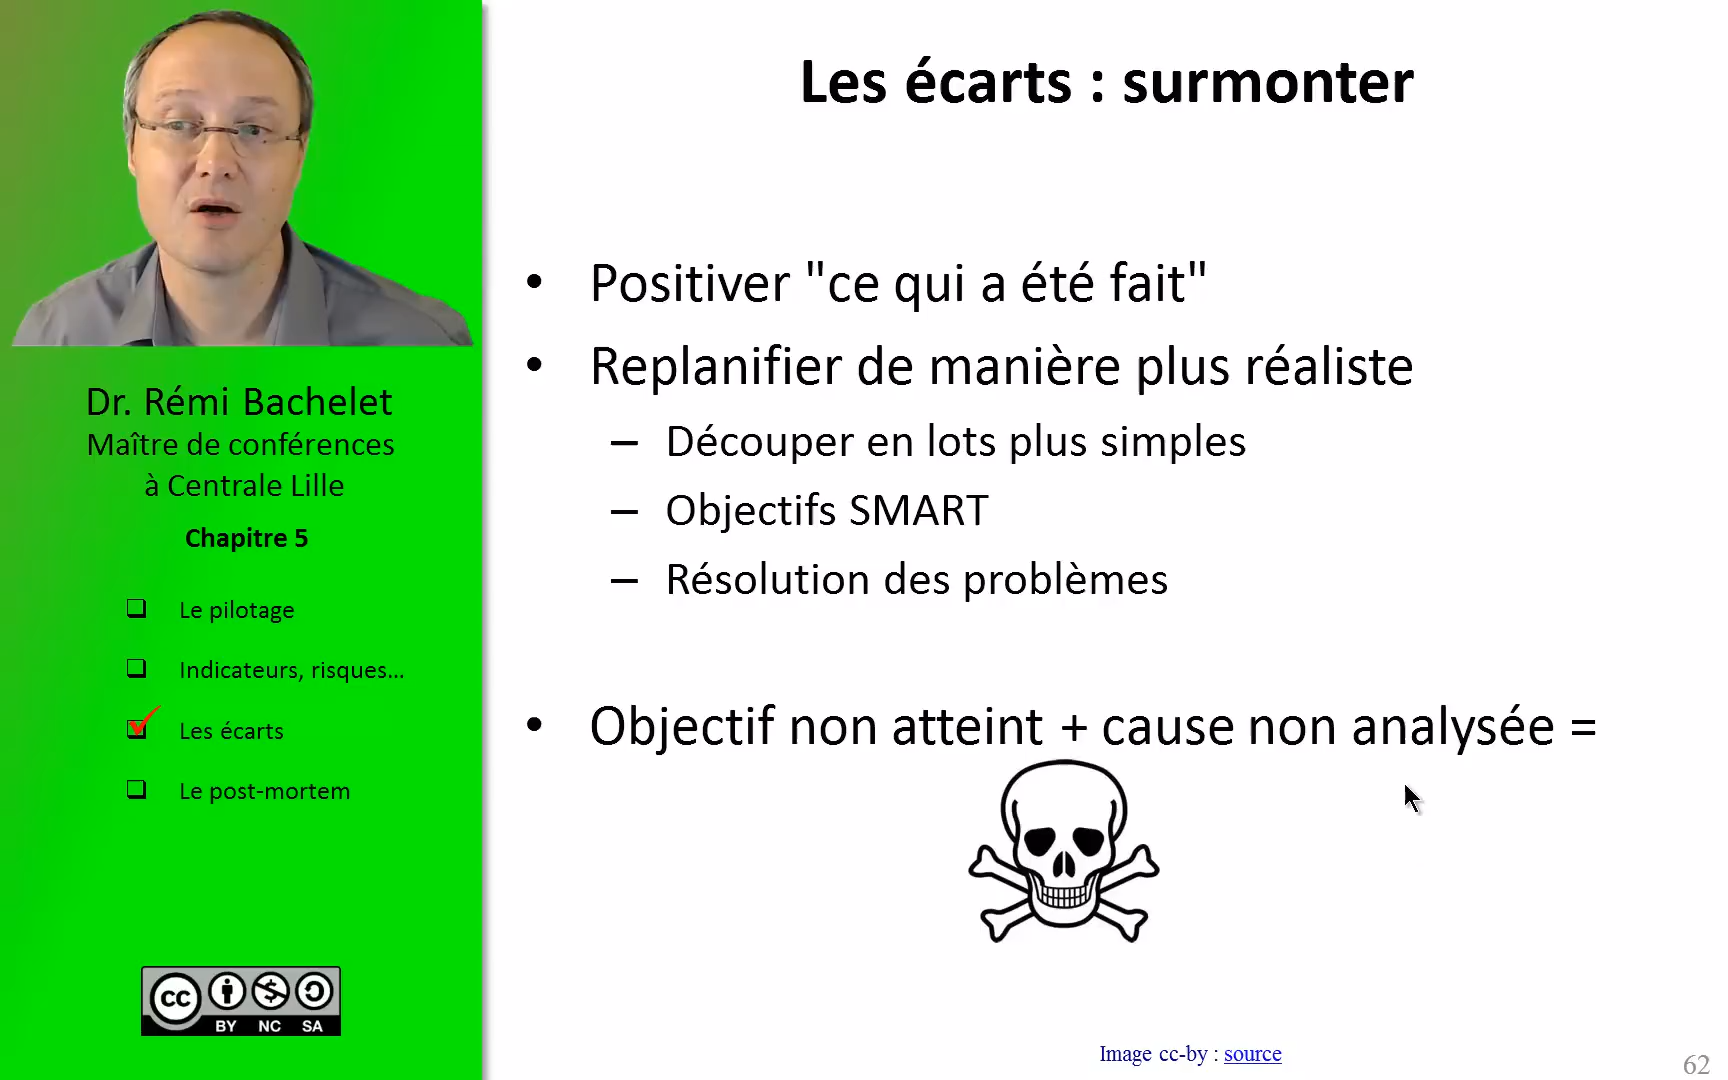 Les écarts : surmonter
• Positiver "ce qui a été fait"
• Replanifier de manière plus réaliste
– Découper en lots plus simples
– Objectifs SMART
– Résolution des problèmes
• Objectif non atteint + cause non analysée =
Dr. Rémi Bachelet
Maître de conférences
à Centrale Lille
Chapitre 5
Le pilotage
Indicateurs, risques...
Les écarts
Le post-mortem
cc
BY NC SA
Image cc-by : source
62